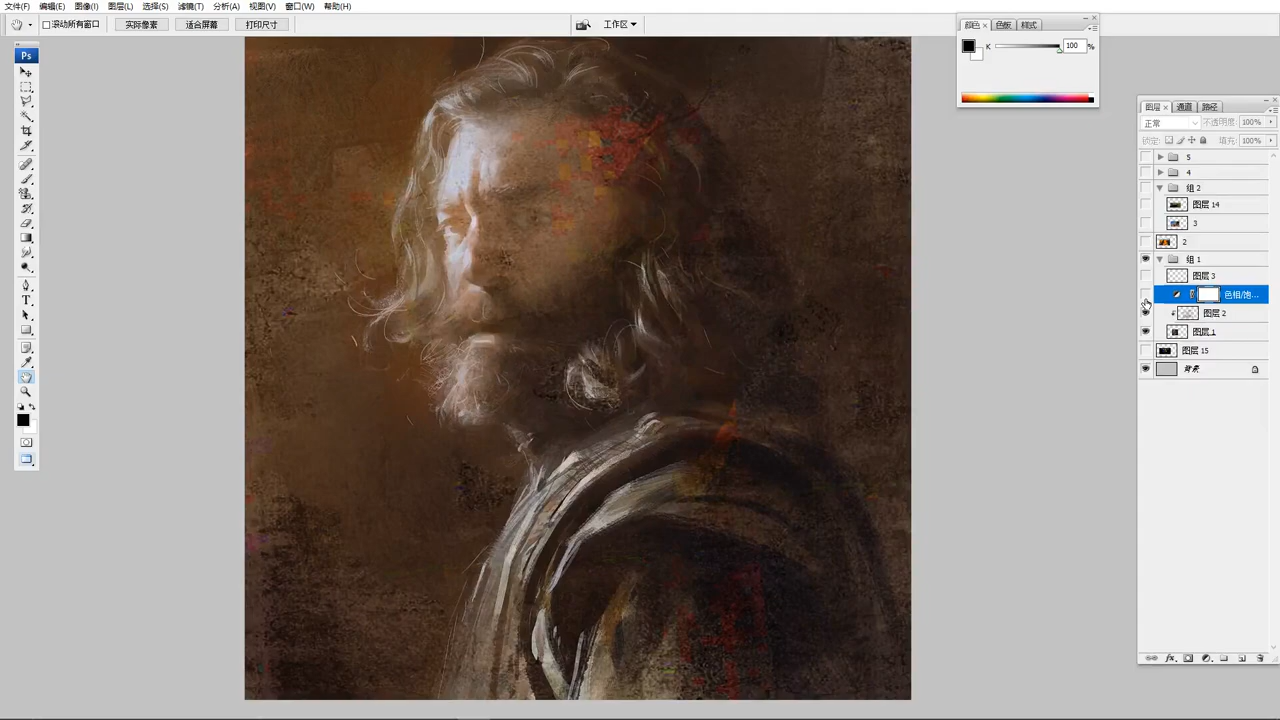 文件(F) 编辑(E) 图像(I) 图层(L) 选择(S) 滤镜(T) 分析(A) 视图(V) 窗口(W) 帮助(H)
滚动所有窗口 实际像素 适合屏幕 打印尺寸 工作区
颜色 色板 样式
K 100 %
Ps
图层 通道 路径
正常 不透明度: 100%
锁定: 填充: 100%
5
4
组 2
图层 14
3
2
组 1
图层 3
色相/饱...
图层 2
图层 1
图层 15
背景
T
fx